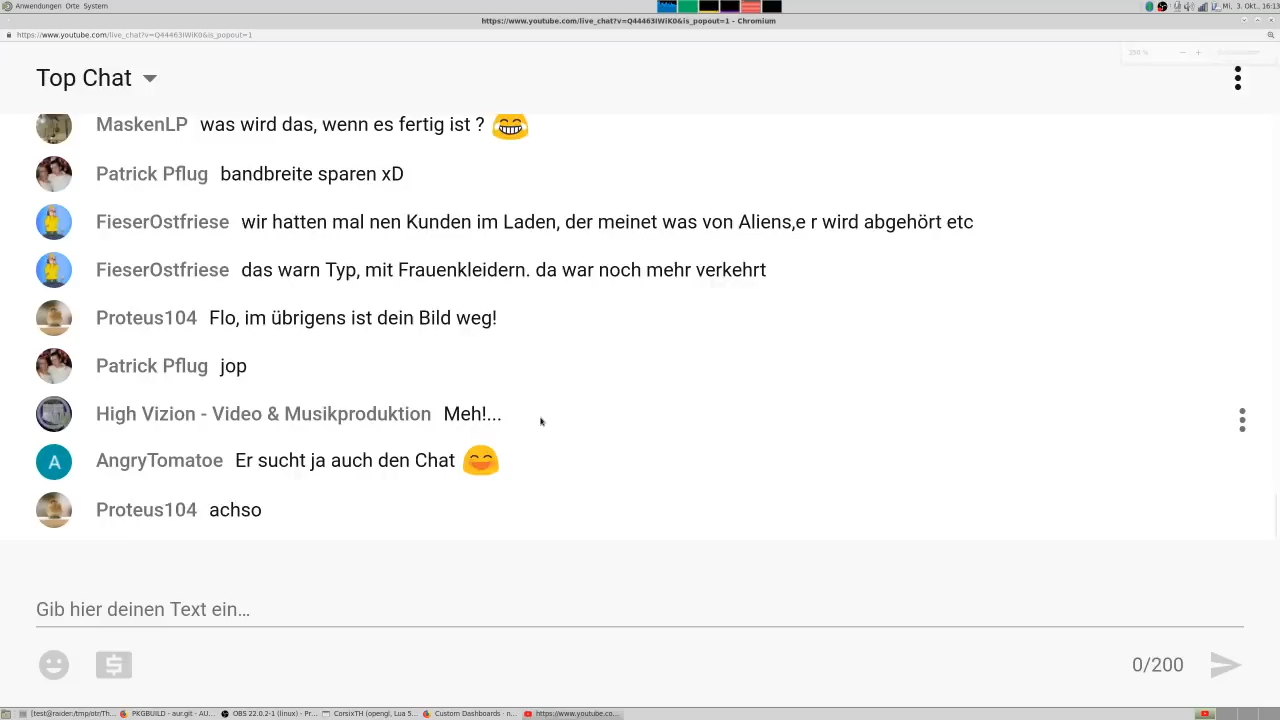 Anwendungen Orte System
Mi, 3. Okt., 16:13
https://www.youtube.com/live_chat?v=Q44463IWiK0&is_popout=1 - Chromium
https://www.youtube.com/live_chat?v=Q44463IWiK0&is_popout=1
250 %
Top Chat
MaskenLP was wird das, wenn es fertig ist ?
Patrick Pflug bandbreite sparen xD
FieserOstfriese wir hatten mal nen Kunden im Laden, der meinet was von Aliens,e r wird abgehört etc
FieserOstfriese das warn Typ, mit Frauenkleidern. da war noch mehr verkehrt
Proteus104 Flo, im übrigens ist dein Bild weg!
Patrick Pflug jop
High Vizion - Video & Musikproduktion Meh!...
A AngryTomatoe Er sucht ja auch den Chat
Proteus104 achso
Gib hier deinen Text ein…
0/200
[test@raider:/tmp/otr/Th... PKGBUILD - aur.git - AU... OBS 22.0.2-1 (linux) - Pr... CorsixTH (opengl, Lua 5... Custom Dashboards - n... https://www.youtube.co...